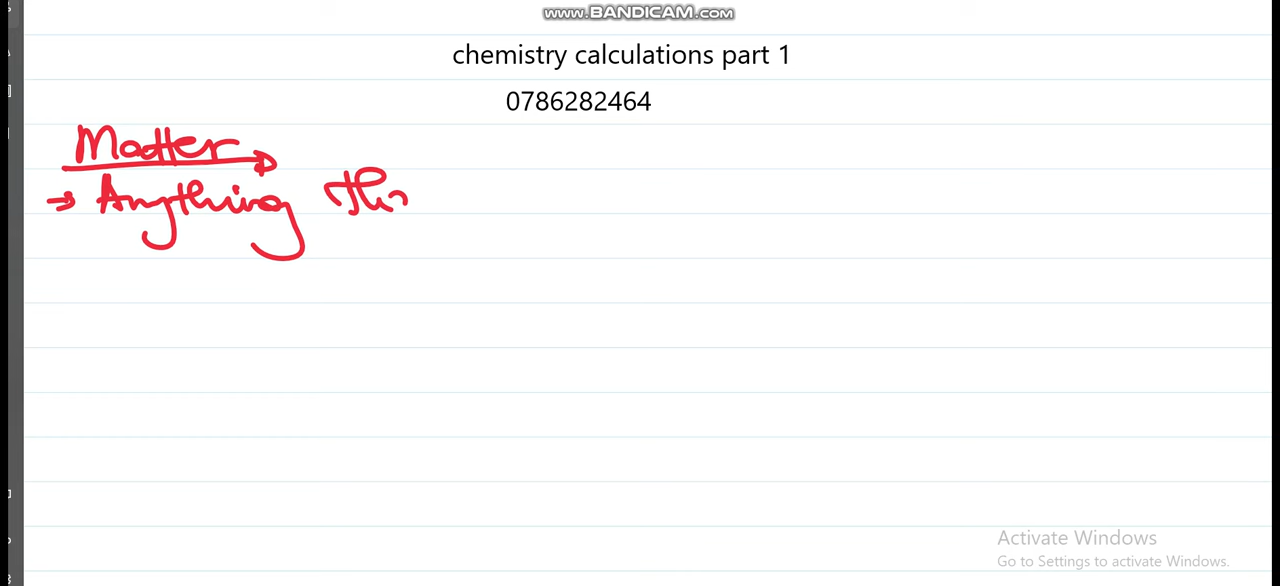 www.BANDICAM.com
chemistry calculations part 1
0786282464
Matter
→ Anything
Activate Windows
Go to Settings to activate Windows.